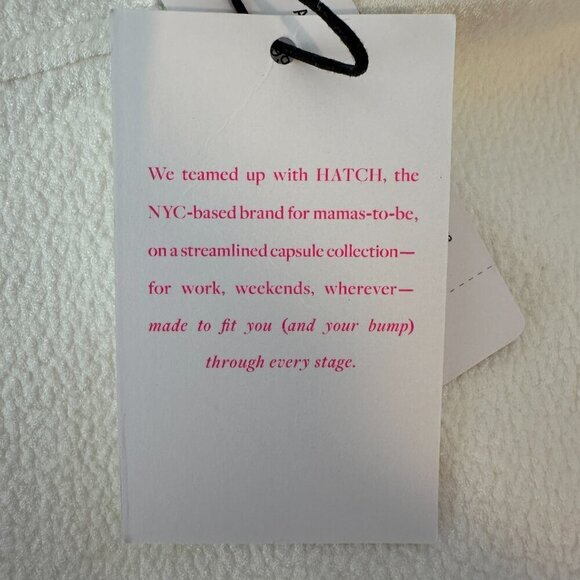 We teamed up with HATCH, the
NYC-based brand for mamas-to-be,
on a streamlined capsule collection—
for work, weekends, wherever—
made to fit you (and your bump)
through every stage.